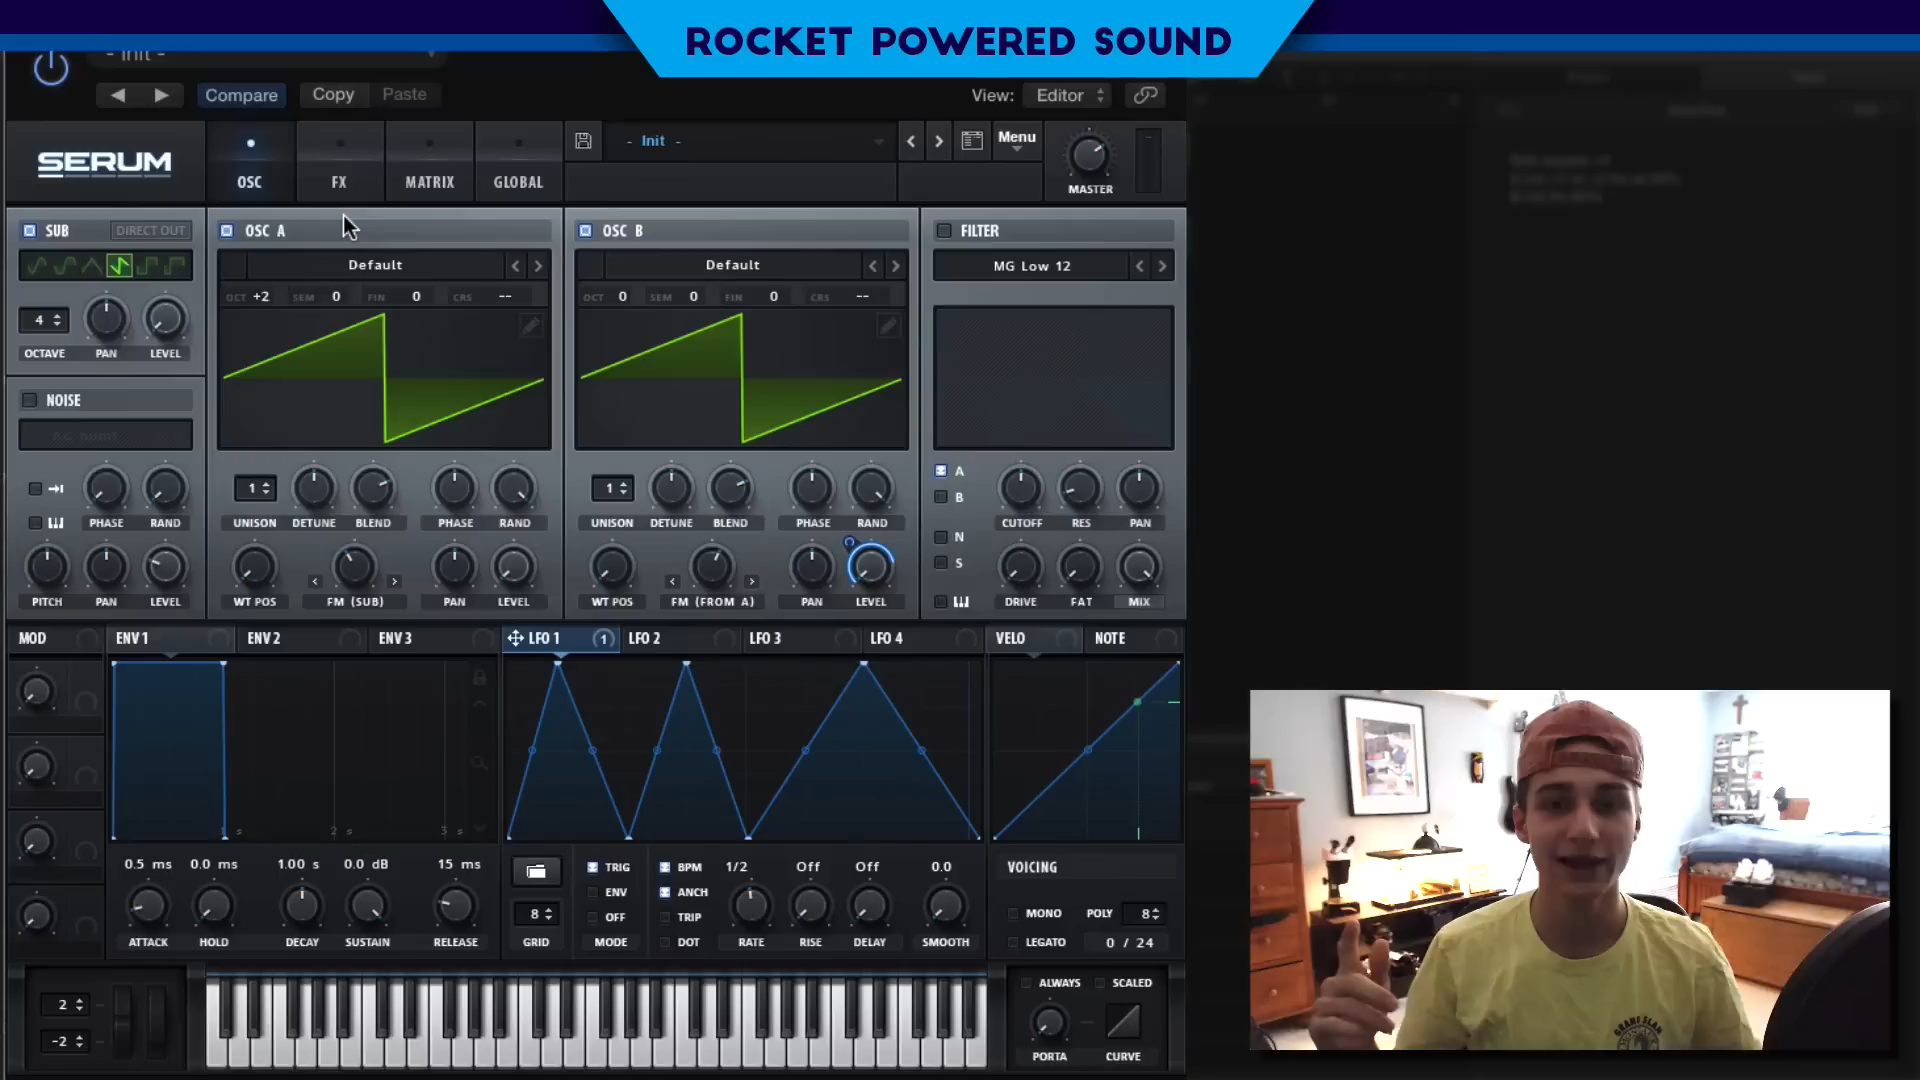 ROCKET POWERED SOUND
- Init -
Compare Copy Paste View: Editor
SERUM OSC FX MATRIX GLOBAL - Init - Menu MASTER
SUB DIRECT OUT OSC A OSC B FILTER
Default Default MG Low 12
OCT +2 SEM 0 FIN 0 CRS -- OCT 0 SEM 0 FIN 0 CRS --
4
OCTAVE PAN LEVEL
NOISE
A
1 1 B
PHASE RAND UNISON DETUNE BLEND PHASE RAND UNISON DETUNE BLEND PHASE RAND CUTOFF RES PAN
N
S
PITCH PAN LEVEL WT POS FM (SUB) PAN LEVEL WT POS FM (FROM A) PAN LEVEL DRIVE FAT MIX
MOD ENV 1 ENV 2 ENV 3 LFO 1 1 LFO 2 LFO 3 LFO 4 VELO NOTE
1 s 2 s 3 s
0.5 ms 0.0 ms 1.00 s 0.0 dB 15 ms TRIG BPM 1/2 Off Off 0.0 VOICING
ENV ANCH
8 OFF TRIP MONO POLY 8
ATTACK HOLD DECAY SUSTAIN RELEASE GRID MODE DOT RATE RISE DELAY SMOOTH LEGATO 0 / 24
ALWAYS SCALED
2
-2
PORTA CURVE
GRAND SLAM